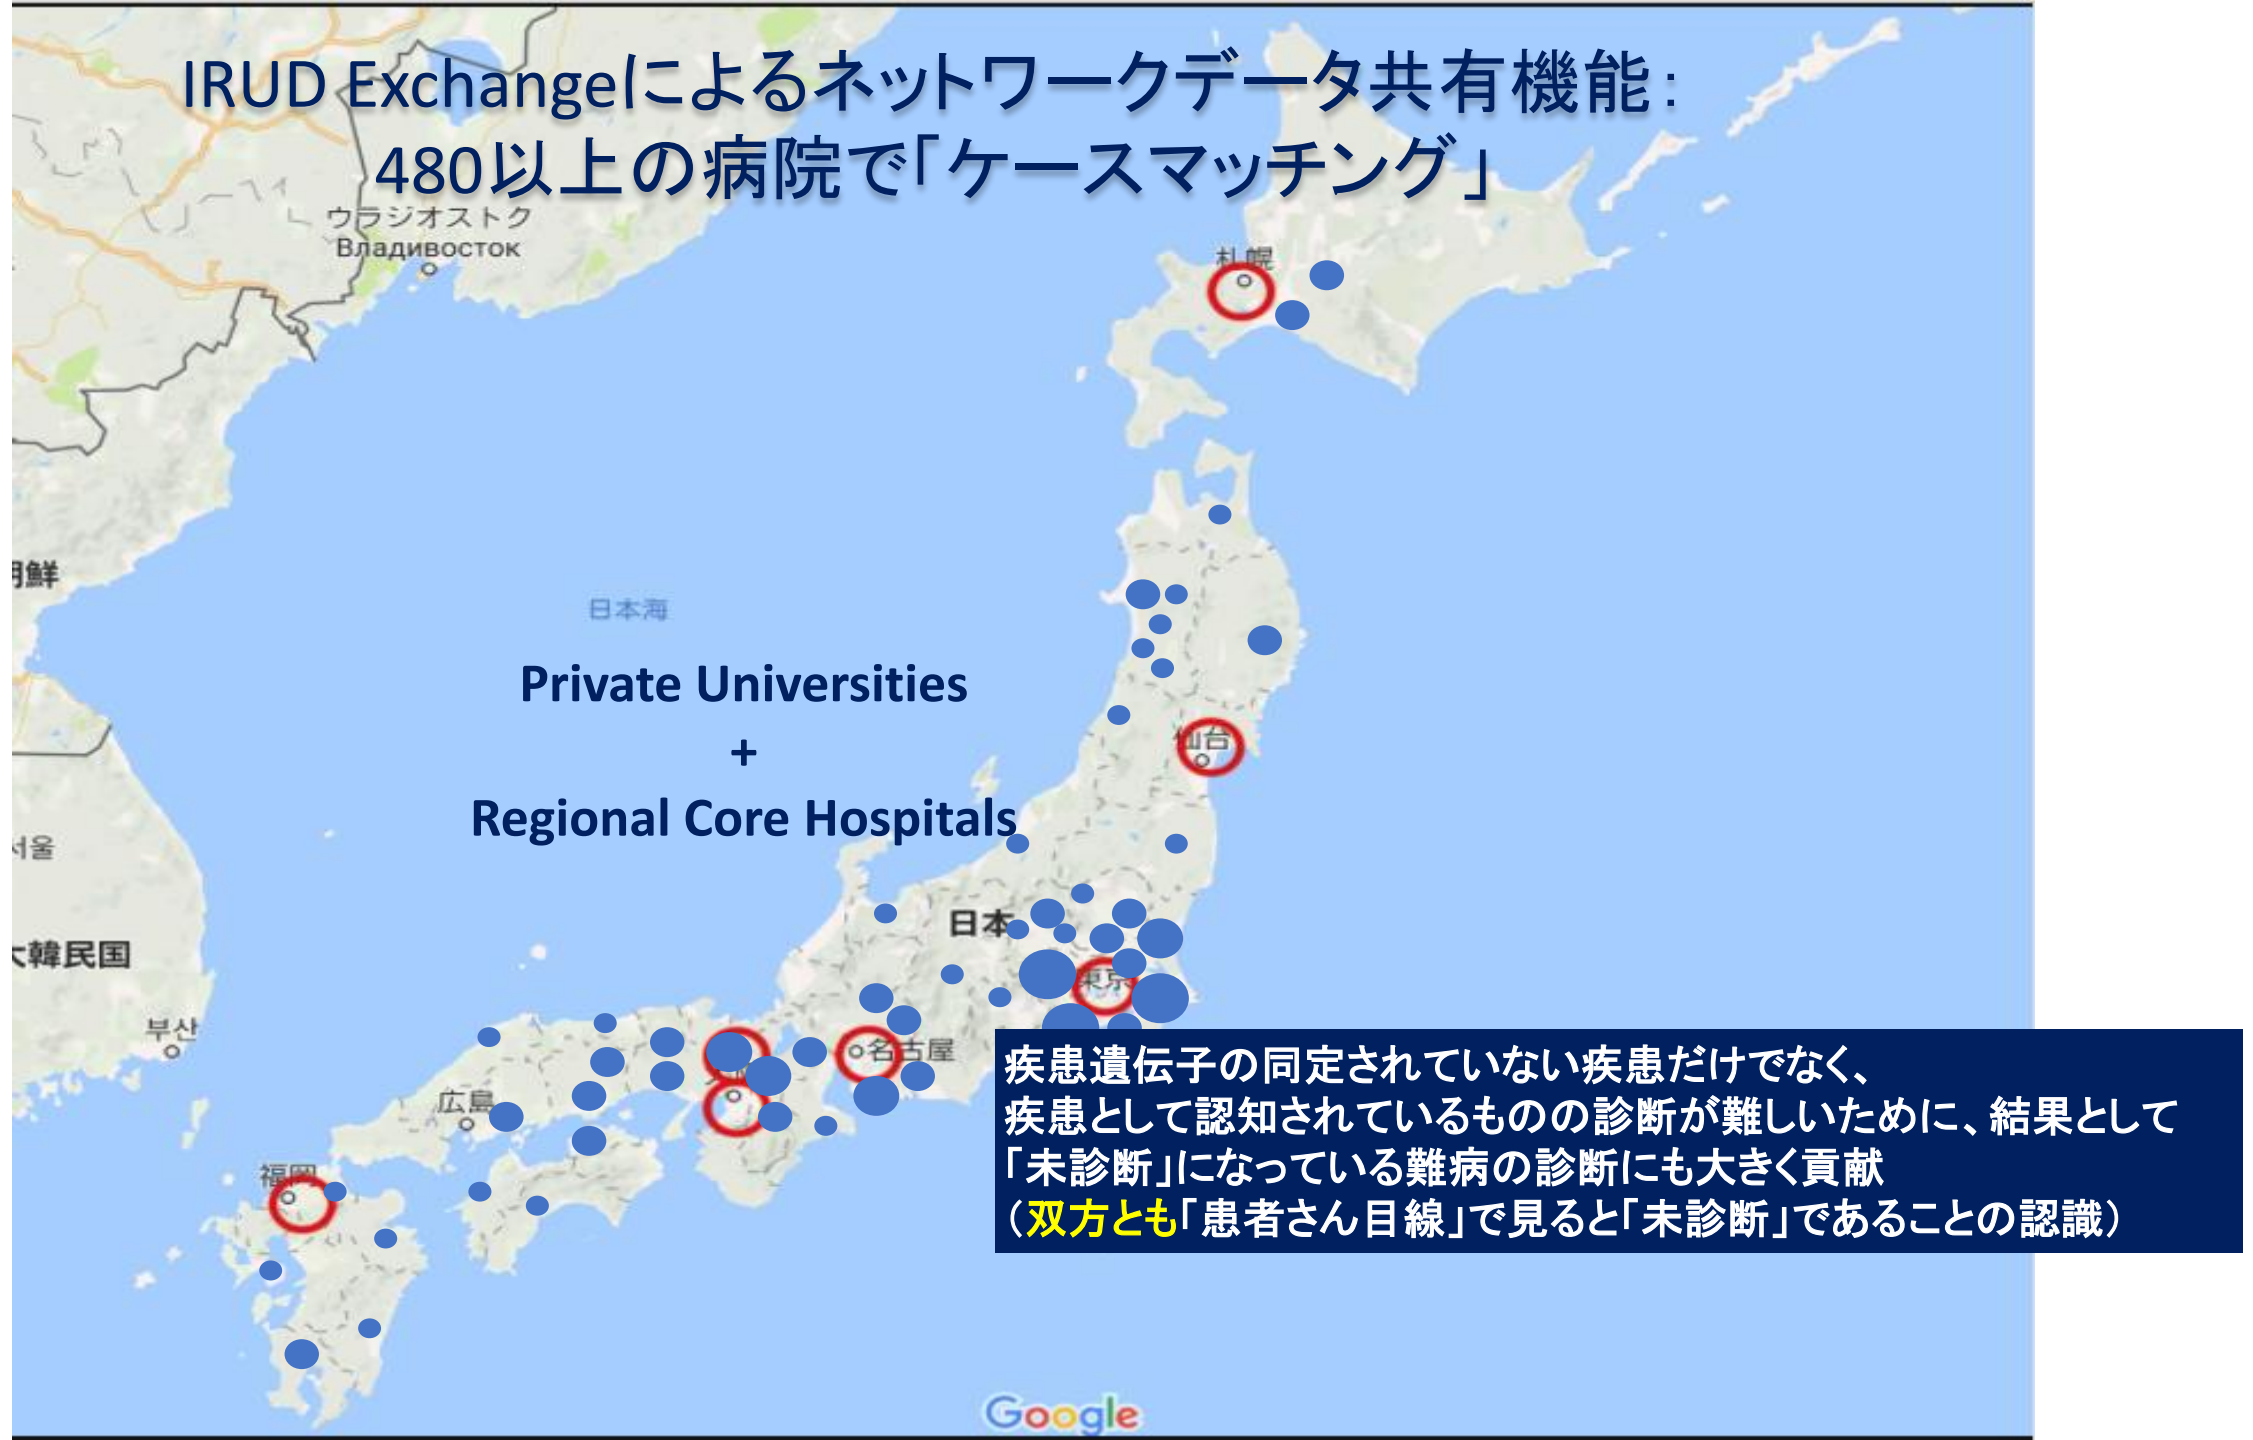 IRUD Exchangeによるネットワークデータ共有機能：
480以上の病院で「ケースマッチング」
ウラジオストク
Владивосток
札幌
朝鮮
日本海
Private Universities
+
Regional Core Hospitals
仙台
서울
日本
大韓民国
東京
부산
名古屋
広島
福岡
疾患遺伝子の同定されていない疾患だけでなく、
疾患として認知されているものの診断が難しいために、結果として
「未診断」になっている難病の診断にも大きく貢献
（双方とも「患者さん目線」で見ると「未診断」であることの認識）
Google